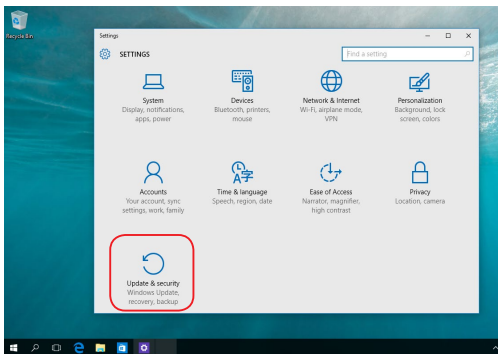 Recycle Bin
Settings
SETTINGS
Find a setting
System
Display, notifications,
apps, power
Devices
Bluetooth, printers,
mouse
Network & Internet
Wi-Fi, airplane mode,
VPN
Personalization
Background, lock
screen, colors
Accounts
Your account, sync
settings, work, family
Time & language
Speech, region, date
Ease of Access
Narrator, magnifier,
high contrast
Privacy
Location, camera
Update & security
Windows Update,
recovery, backup